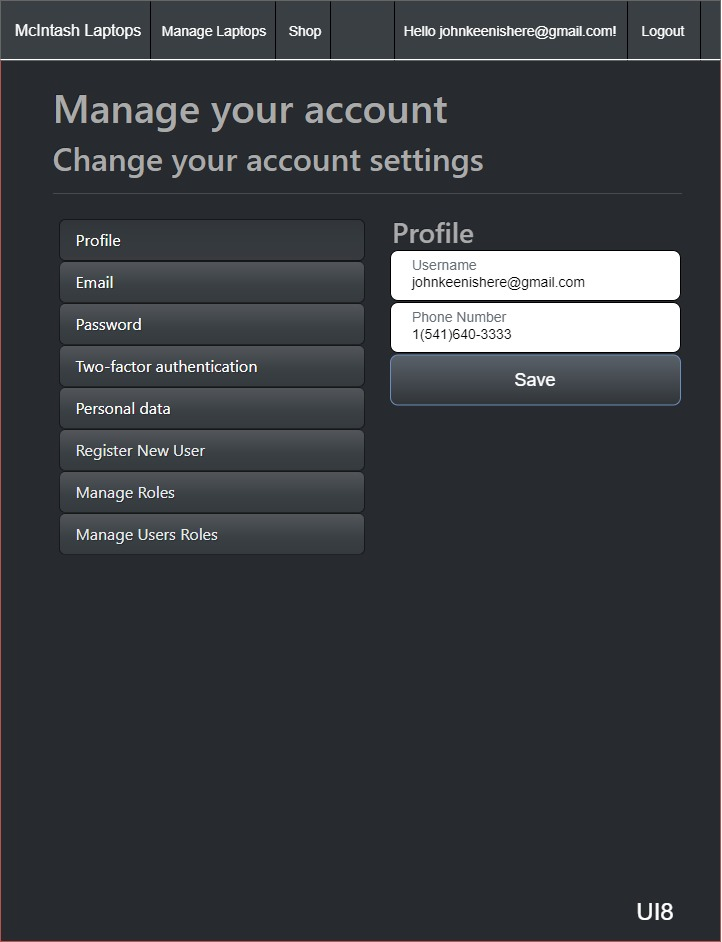 McIntash Laptops Manage Laptops Shop Hello johnkeenishere@gmail.com! Logout
Manage your account
Change your account settings
Profile
Email
Password
Two-factor authentication
Personal data
Register New User
Manage Roles
Manage Users Roles
Profile
Username
johnkeenishere@gmail.com
Phone Number
1(541)640-3333
Save
UI8